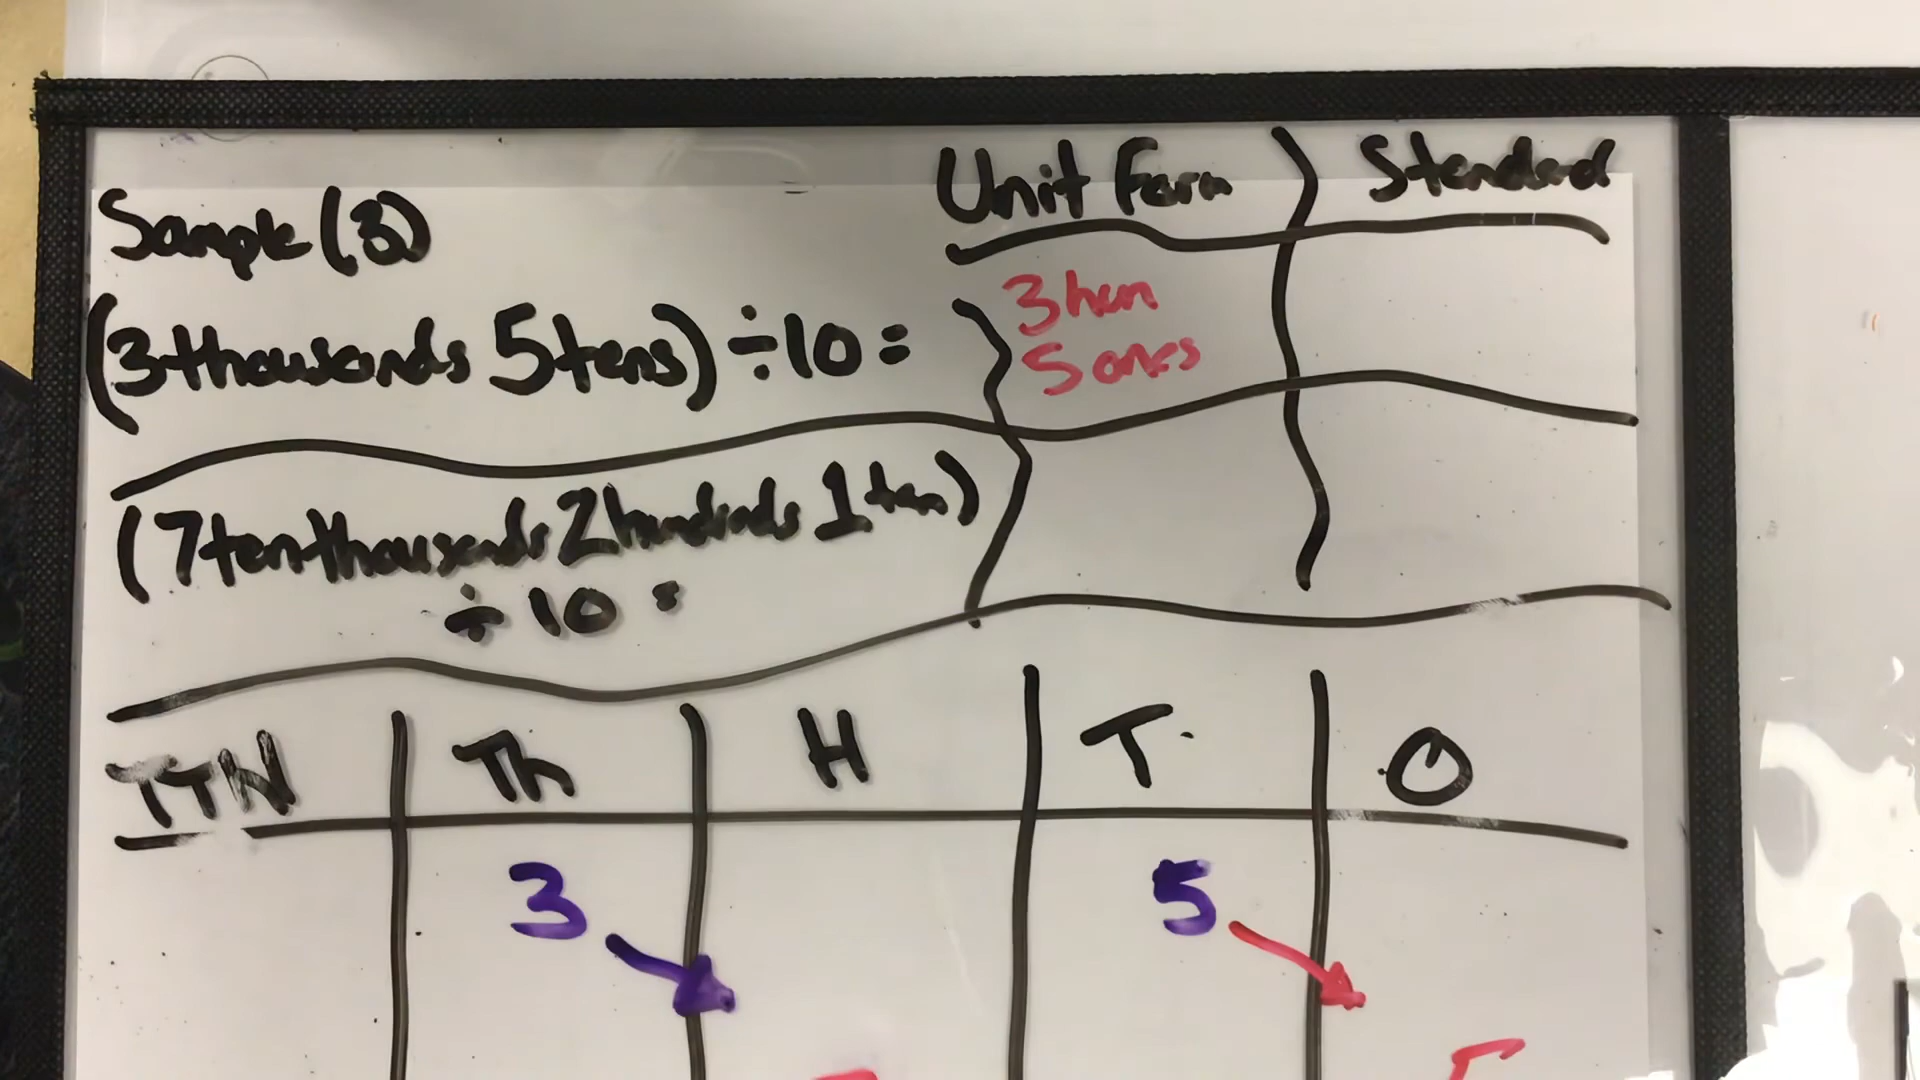 Unit Form Standard
Sample (3)
(3 thousands 5 tens) ÷ 10 =
3 hun
5 ones
(7 ten thousands 2 hundreds 1 ten)
÷ 10 =
TTH Th H T O
3 5